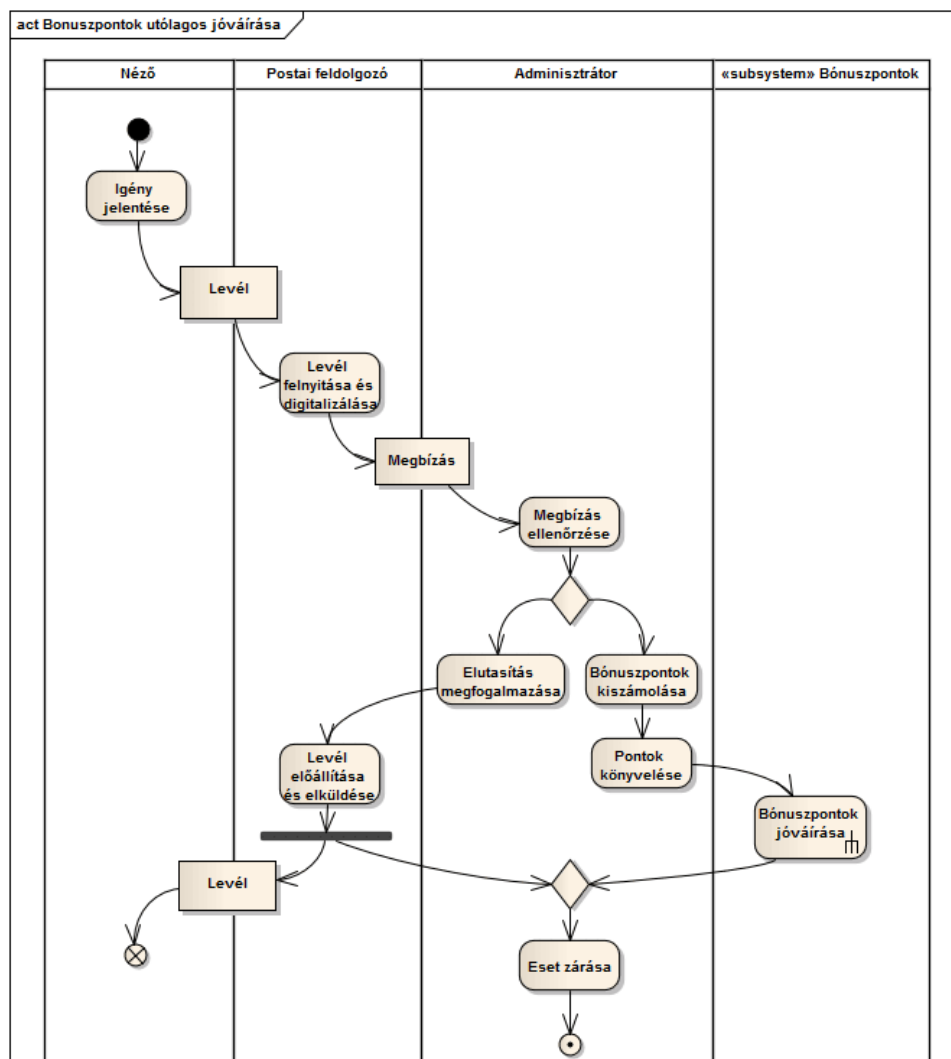 act Bonuszpontok utólagos jóváírása
Néző
Postai feldolgozó
Adminisztrátor
«subsystem» Bónuszpontok
Igény
jelentése
Levél
Levél
felnyitása és
digitalizálása
Megbízás
Megbízás
ellenőrzése
Elutasítás
megfogalmazása
Bónuszpontok
kiszámolása
Levél
előállítása
és elküldése
Pontok
könyvelése
Bónuszpontok
jóváírása
Levél
Eset zárása